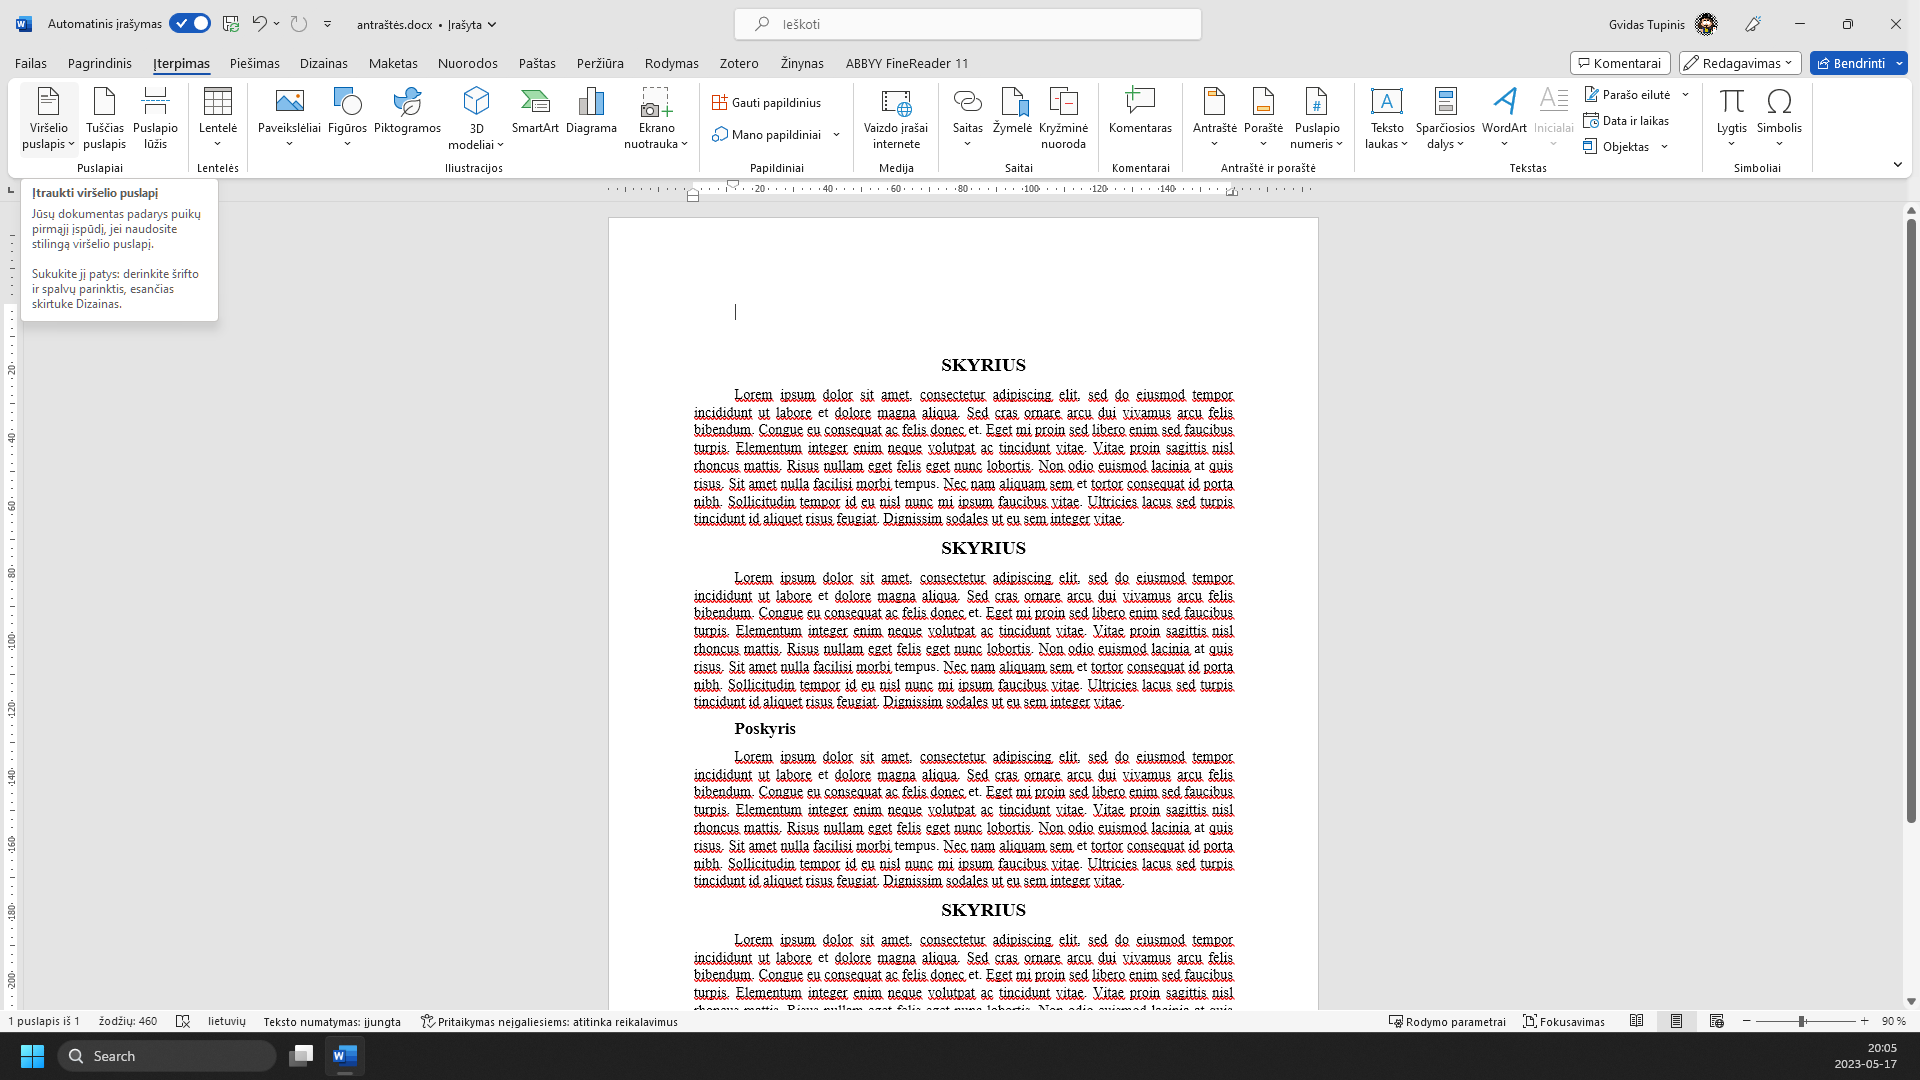 Automatinis įrašymas
antraštės.docx • Įrašyta
Ieškoti
Gvidas Tupinis
Failas Pagrindinis Įterpimas Piešimas Dizainas Maketas Nuorodos Paštas Peržiūra Rodymas Zotero Žinynas ABBYY FineReader 11
Komentarai Redagavimas Bendrinti
Viršelio puslapis
Tuščias puslapis
Puslapio lūžis
Puslapiai
Lentelė
Lentelės
Paveikslėliai
Figūros
Piktogramos
3D modeliai
SmartArt
Diagrama
Ekrano nuotrauka
Iliustracijos
Gauti papildinius
Mano papildiniai
Papildiniai
Vaizdo įrašai internete
Medija
Saitas
Žymelė
Kryžminė nuoroda
Saitai
Komentaras
Komentarai
Antraštė
Poraštė
Puslapio numeris
Antraštė ir poraštė
Teksto laukas
Sparčiosios dalys
WordArt
Inicialai
Parašo eilutė
Data ir laikas
Objektas
Tekstas
Lygtis
Simbolis
Simboliai
Įtraukti viršelio puslapį
Jūsų dokumentas padarys puikų
pirmąjį įspūdį, jei naudosite
stilingą viršelio puslapį.
Sukukite jį patys: derinkite šrifto
ir spalvų parinktis, esančias
skirtuke Dizainas.
20 40 60 80 100 120 140
20
40
60
80
100
120
140
160
180
200
SKYRIUS
Lorem ipsum dolor sit amet, consectetur adipiscing elit, sed do eiusmod tempor
incididunt ut labore et dolore magna aliqua. Sed cras ornare arcu dui vivamus arcu felis
bibendum. Congue eu consequat ac felis donec et. Eget mi proin sed libero enim sed faucibus
turpis. Elementum integer enim neque volutpat ac tincidunt vitae. Vitae proin sagittis nisl
rhoncus mattis. Risus nullam eget felis eget nunc lobortis. Non odio euismod lacinia at quis
risus. Sit amet nulla facilisi morbi tempus. Nec nam aliquam sem et tortor consequat id porta
nibh. Sollicitudin tempor id eu nisl nunc mi ipsum faucibus vitae. Ultricies lacus sed turpis
tincidunt id aliquet risus feugiat. Dignissim sodales ut eu sem integer vitae.
SKYRIUS
Lorem ipsum dolor sit amet, consectetur adipiscing elit, sed do eiusmod tempor
incididunt ut labore et dolore magna aliqua. Sed cras ornare arcu dui vivamus arcu felis
bibendum. Congue eu consequat ac felis donec et. Eget mi proin sed libero enim sed faucibus
turpis. Elementum integer enim neque volutpat ac tincidunt vitae. Vitae proin sagittis nisl
rhoncus mattis. Risus nullam eget felis eget nunc lobortis. Non odio euismod lacinia at quis
risus. Sit amet nulla facilisi morbi tempus. Nec nam aliquam sem et tortor consequat id porta
nibh. Sollicitudin tempor id eu nisl nunc mi ipsum faucibus vitae. Ultricies lacus sed turpis
tincidunt id aliquet risus feugiat. Dignissim sodales ut eu sem integer vitae.
Poskyris
Lorem ipsum dolor sit amet, consectetur adipiscing elit, sed do eiusmod tempor
incididunt ut labore et dolore magna aliqua. Sed cras ornare arcu dui vivamus arcu felis
bibendum. Congue eu consequat ac felis donec et. Eget mi proin sed libero enim sed faucibus
turpis. Elementum integer enim neque volutpat ac tincidunt vitae. Vitae proin sagittis nisl
rhoncus mattis. Risus nullam eget felis eget nunc lobortis. Non odio euismod lacinia at quis
risus. Sit amet nulla facilisi morbi tempus. Nec nam aliquam sem et tortor consequat id porta
nibh. Sollicitudin tempor id eu nisl nunc mi ipsum faucibus vitae. Ultricies lacus sed turpis
tincidunt id aliquet risus feugiat. Dignissim sodales ut eu sem integer vitae.
SKYRIUS
Lorem ipsum dolor sit amet, consectetur adipiscing elit, sed do eiusmod tempor
incididunt ut labore et dolore magna aliqua. Sed cras ornare arcu dui vivamus arcu felis
bibendum. Congue eu consequat ac felis donec et. Eget mi proin sed libero enim sed faucibus
turpis. Elementum integer enim neque volutpat ac tincidunt vitae. Vitae proin sagittis nisl
1 puslapis iš 1 žodžių: 460 lietuvių Teksto numatymas: įjungta Pritaikymas neįgaliesiems: atitinka reikalavimus
Rodymo parametrai Fokusavimas 90 %
Search
20:05
2023-05-17